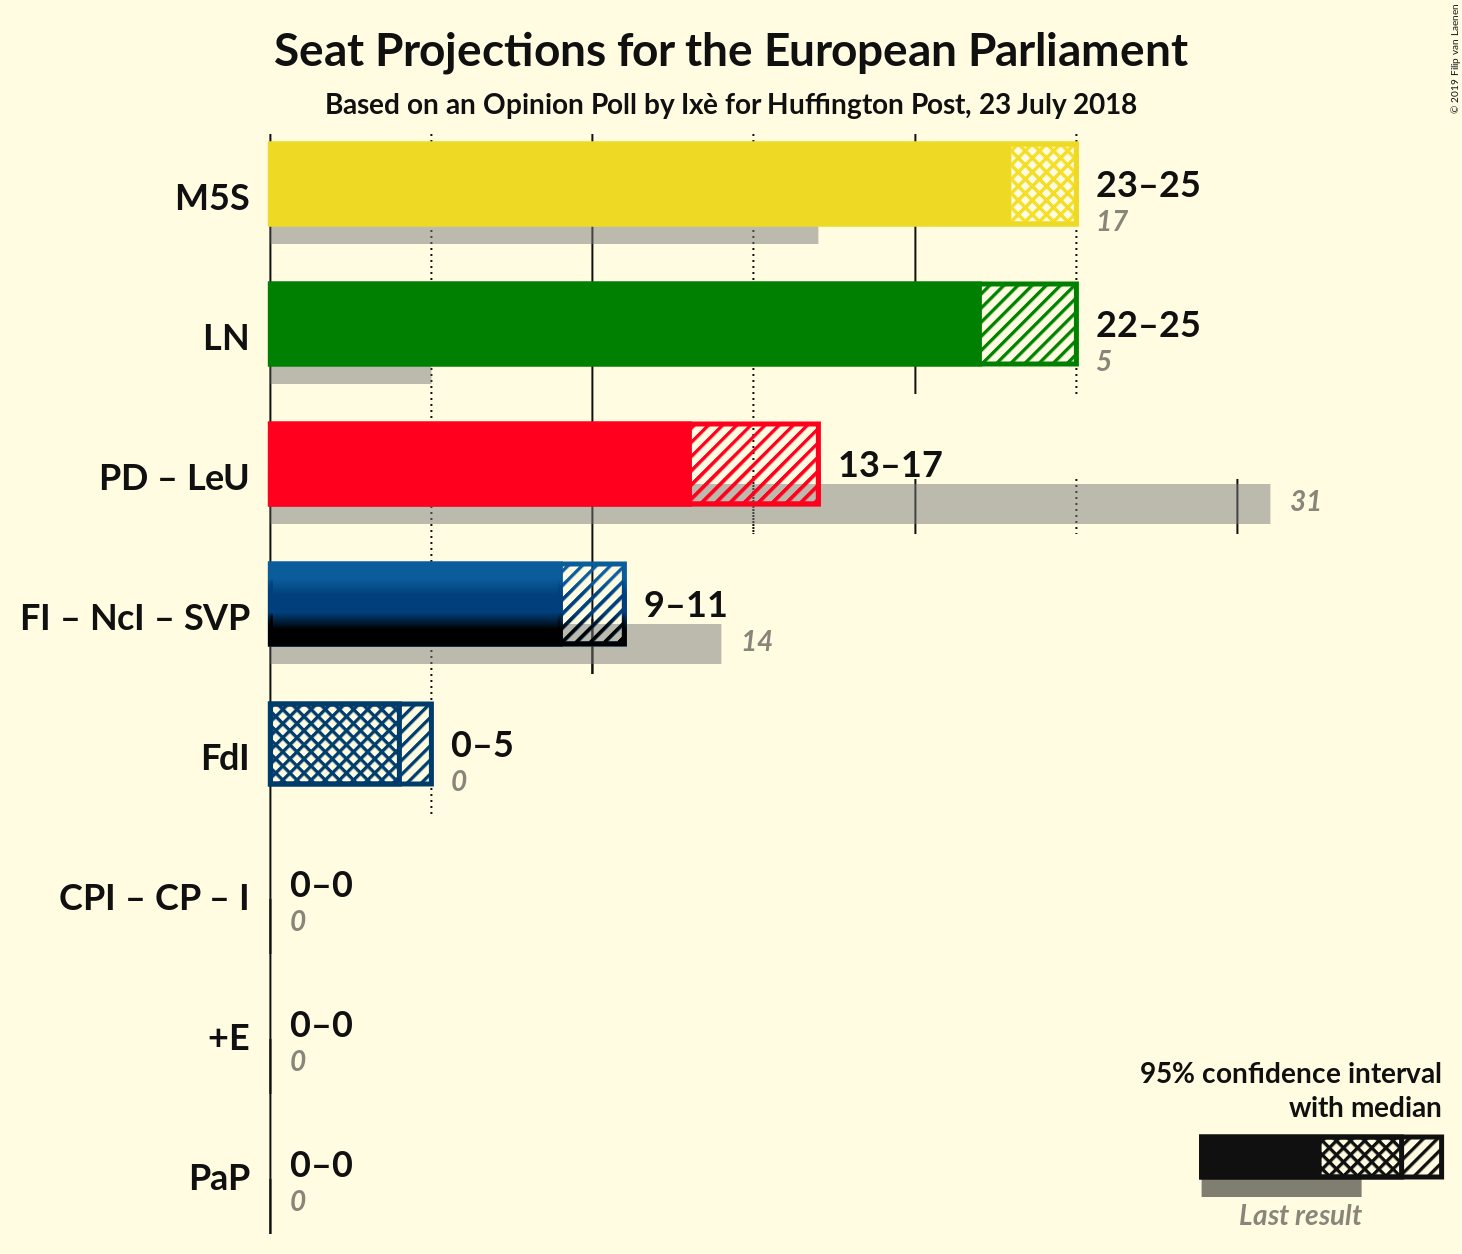 Seat Projections for the European Parliament
Based on an Opinion Poll by Ixè for Huffington Post, 23 July 2018
© 2019 Filip van Laenen
M5S
23–25
17
LN
22–25
5
PD – LeU
13–17
31
FI – NcI – SVP
9–11
14
FdI
0–5
0
CPI – CP – I
0–0
0
+E
0–0
0
PaP
0–0
0
95% confidence interval
with median
Last result